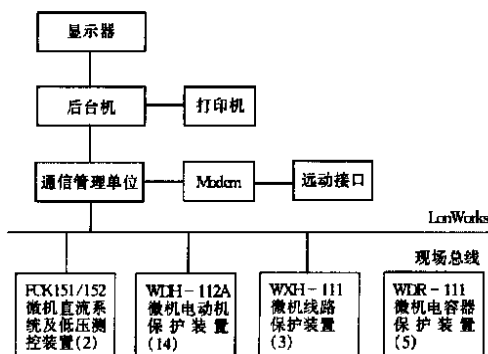 显示器
后台机
打印机
通信管理单位
Modem
远动接口
LonWorks
现场总线
FCK151/152
微机直流系
统及低压测
控装置(2)
WDH-112A
微机电动机
保护装置
(14)
WXH-111
微机线路
保护装置
(3)
WDR-111
微机电容器
保护装置
(5)